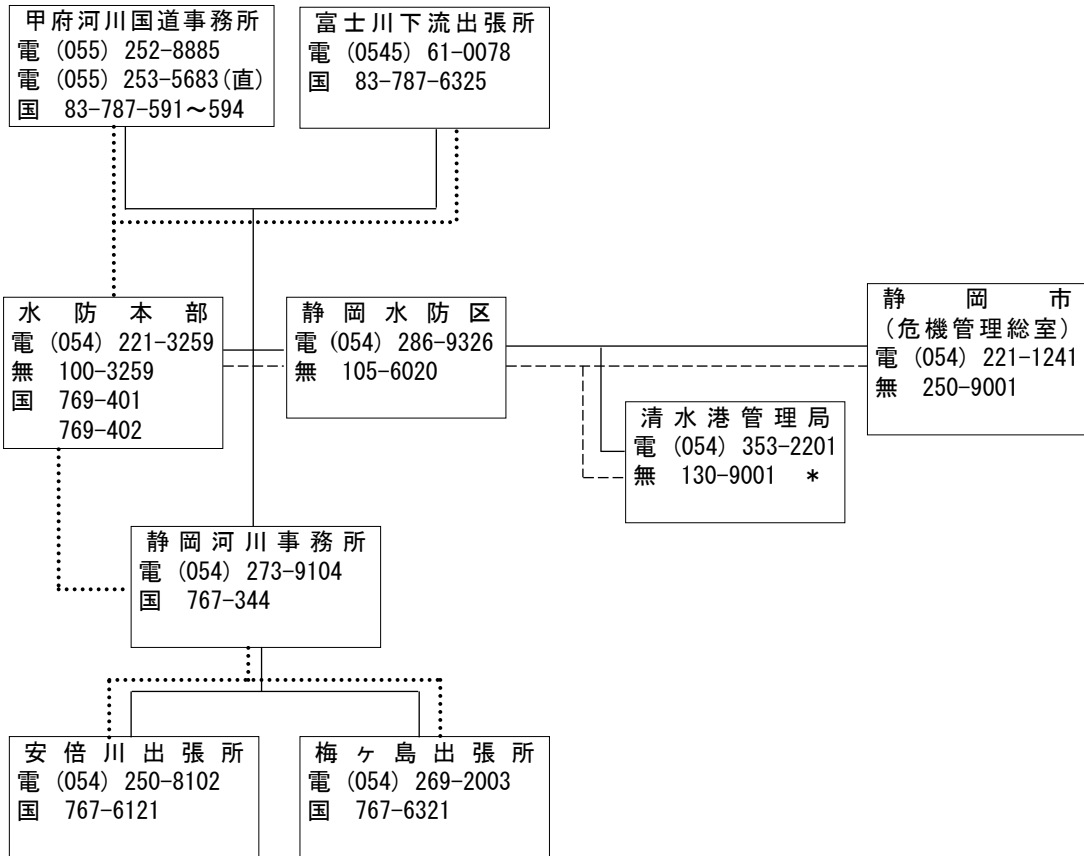 甲府河川国道事務所
電 (055) 252-8885
電 (055) 253-5683(直)
国 83-787-591～594
富士川下流出張所
電 (0545) 61-0078
国 83-787-6325
水防本部
電 (054) 221-3259
無 100-3259
国 769-401
769-402
静岡水防区
電 (054) 286-9326
無 105-6020
静岡市
(危機管理総室)
電 (054) 221-1241
無 250-9001
清水港管理局
電 (054) 353-2201
無 130-9001 *
静岡河川事務所
電 (054) 273-9104
国 767-344
安倍川出張所
電 (054) 250-8102
国 767-6121
梅ヶ島出張所
電 (054) 269-2003
国 767-6321